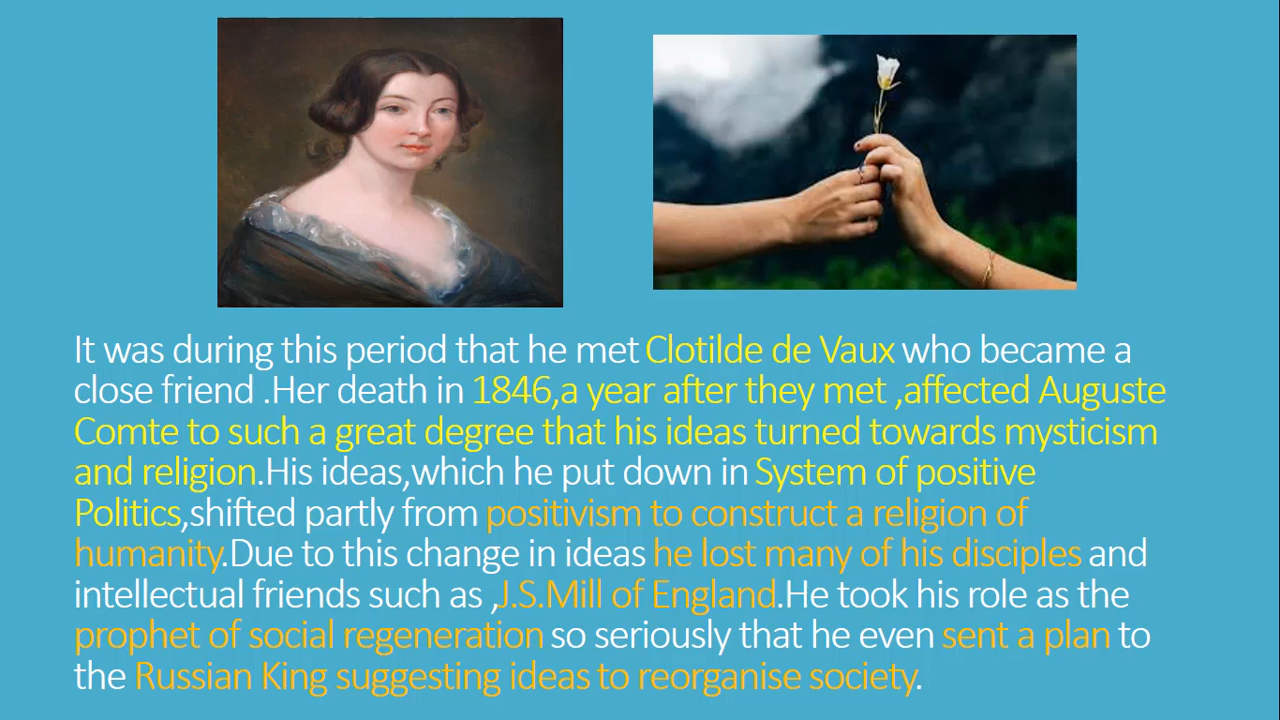 It was during this period that he met Clotilde de Vaux who became a
close friend .Her death in 1846,a year after they met ,affected Auguste
Comte to such a great degree that his ideas turned towards mysticism
and religion.His ideas,which he put down in System of positive
Politics,shifted partly from positivism to construct a religion of
humanity.Due to this change in ideas he lost many of his disciples and
intellectual friends such as ,J.S.Mill of England.He took his role as the
prophet of social regeneration so seriously that he even sent a plan to
the Russian King suggesting ideas to reorganise society.